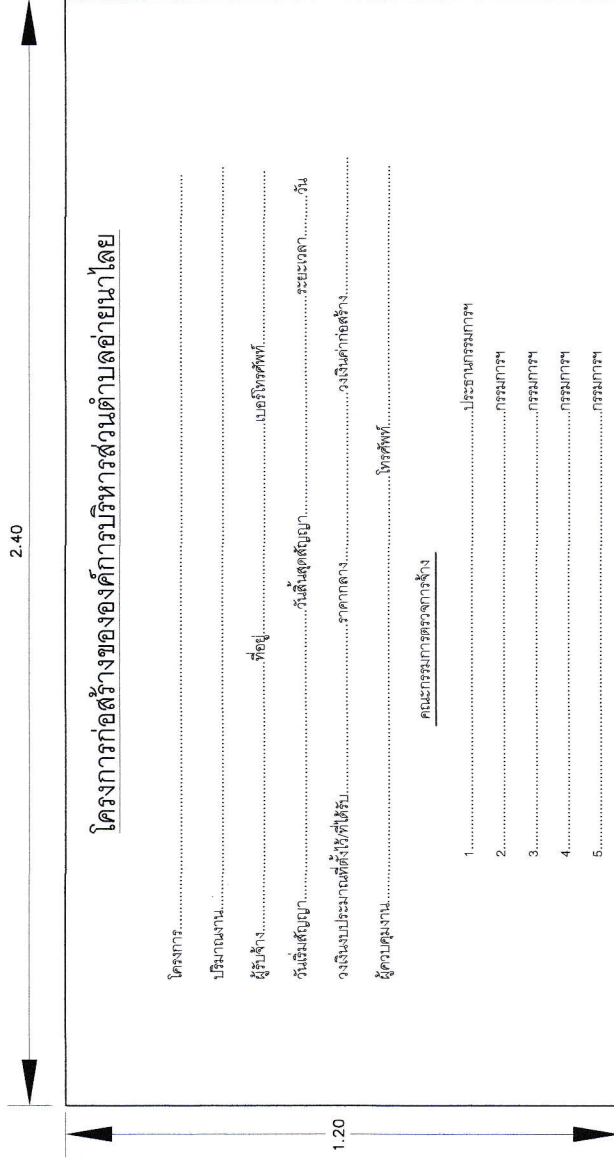 2.40
1.20
โครงการก่อสร้างขององค์การบริหารส่วนตำบลอ่ายนาไลย
โครงการ..........................................................................................
ปริมาณงาน..........................................................................................
ผู้รับจ้าง..............................ที่อยู่..............................เบอร์โทรศัพท์..............................
วันเริ่มสัญญา..............................วันสิ้นสุดสัญญา..............................ระยะเวลา..........วัน
วงเงินงบประมาณที่ตั้งไว้/ที่ได้รับ..............................ราคากลาง..............................วงเงินค่าก่อสร้าง..............................
ผู้ควบคุมงาน..............................โทรศัพท์..............................
คณะกรรมการตรวจการจ้าง
1............................................................ประธานกรรมการฯ
2............................................................กรรมการฯ
3............................................................กรรมการฯ
4............................................................กรรมการฯ
5............................................................กรรมการฯ